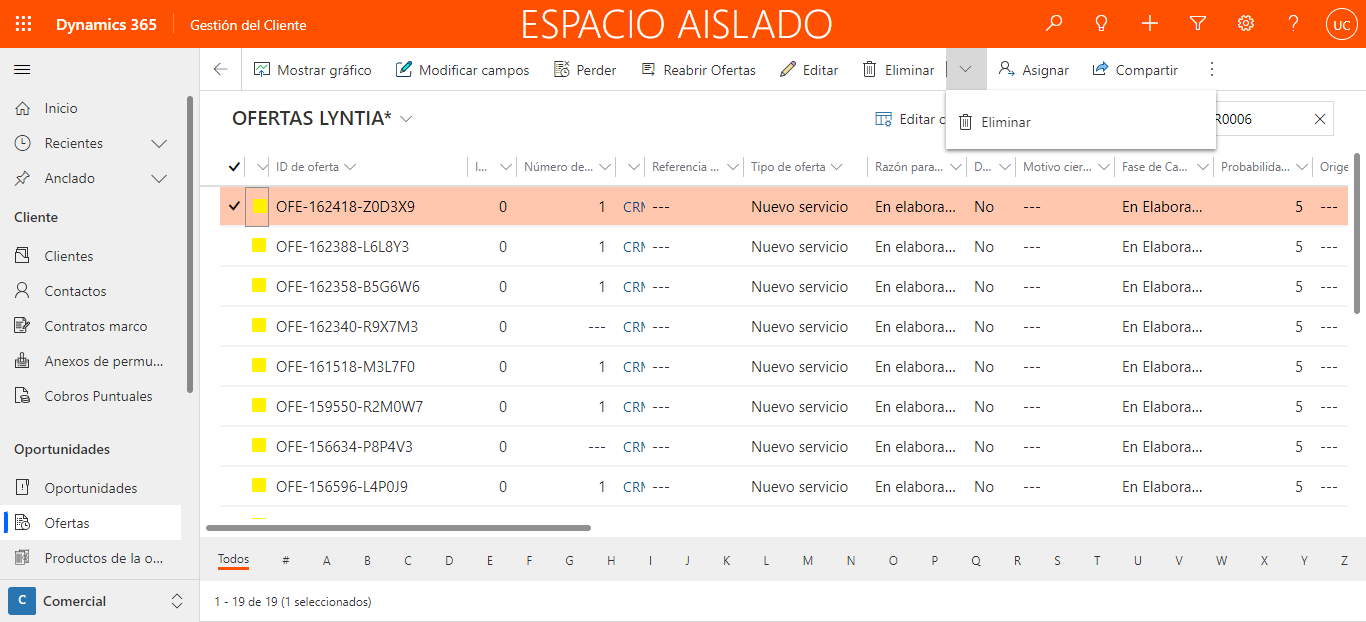 Dynamics 365
Gestión del Cliente
ESPACIO AISLADO
UC
Mostrar gráfico
Modificar campos
Perder
Reabrir Ofertas
Editar
Eliminar
Asignar
Compartir
Inicio
Recientes
Anclado
Cliente
Clientes
Contactos
Contratos marco
Anexos de permu...
Cobros Puntuales
Oportunidades
Oportunidades
Ofertas
Productos de la o...
C Comercial
OFERTAS LYNTIA*
Editar
Eliminar
R0006
ID de oferta I... Número de... Referencia ... Tipo de oferta Razón para... D... Motivo cier... Fase de Ca... Probabilida... Orige
OFE-162418-Z0D3X9 0 1 CRM --- Nuevo servicio En elabora... No --- En Elabora... 5 ---
OFE-162388-L6L8Y3 0 1 CRM --- Nuevo servicio En elabora... No --- En Elabora... 5 ---
OFE-162358-B5G6W6 0 1 CRM --- Nuevo servicio En elabora... No --- En Elabora... 5 ---
OFE-162340-R9X7M3 0 --- CRM --- Nuevo servicio En elabora... No --- En Elabora... 5 ---
OFE-161518-M3L7F0 0 1 CRM --- Nuevo servicio En elabora... No --- En Elabora... 5 ---
OFE-159550-R2M0W7 0 1 CRM --- Nuevo servicio En elabora... No --- En Elabora... 5 ---
OFE-156634-P8P4V3 0 --- CRM --- Nuevo servicio En elabora... No --- En Elabora... 5 ---
OFE-156596-L4P0J9 0 1 CRM --- Nuevo servicio En elabora... No --- En Elabora... 5 ---
Todos # A B C D E F G H I J K L M N O P Q R S T U V W X Y Z
1 - 19 de 19 (1 seleccionados)